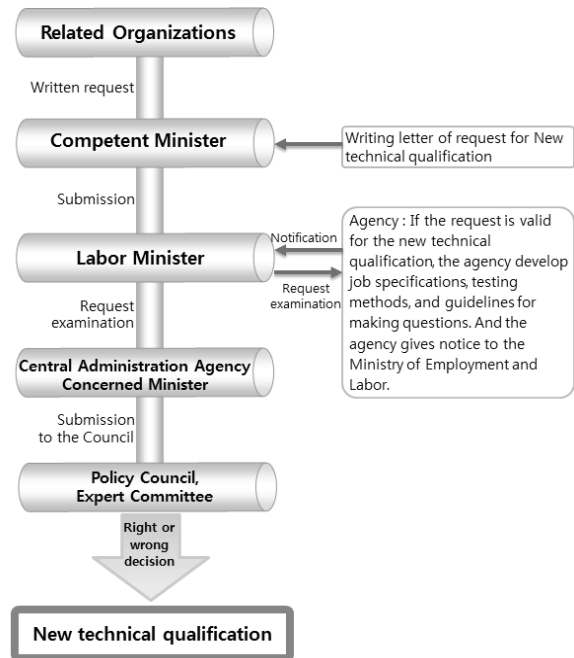 Related Organizations
Written request
Competent Minister
Writing letter of request for New
technical qualification
Submission
Labor Minister
Notification
Request
examination
Agency : If the request is valid
for the new technical
qualification, the agency develop
job specifications, testing
methods, and guidelines for
making questions. And the
agency gives notice to the
Ministry of Employment and
Labor.
Request
examination
Central Administration Agency
Concerned Minister
Submission
to the Council
Policy Council,
Expert Committee
Right or
wrong
decision
New technical qualification